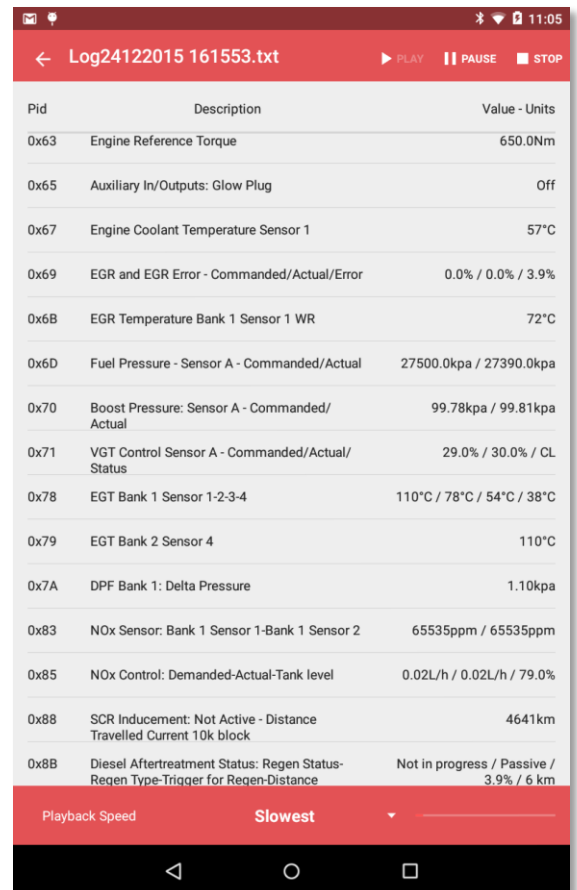 11:05
Log24122015 161553.txt PLAY PAUSE STOP
Pid Description Value - Units
0x63 Engine Reference Torque 650.0Nm
0x65 Auxiliary In/Outputs: Glow Plug Off
0x67 Engine Coolant Temperature Sensor 1 57°C
0x69 EGR and EGR Error - Commanded/Actual/Error 0.0% / 0.0% / 3.9%
0x6B EGR Temperature Bank 1 Sensor 1 WR 72°C
0x6D Fuel Pressure - Sensor A - Commanded/Actual 27500.0kpa / 27390.0kpa
0x70 Boost Pressure: Sensor A - Commanded/ 99.78kpa / 99.81kpa
Actual
0x71 VGT Control Sensor A - Commanded/Actual/ 29.0% / 30.0% / CL
Status
0x78 EGT Bank 1 Sensor 1-2-3-4 110°C / 78°C / 54°C / 38°C
0x79 EGT Bank 2 Sensor 4 110°C
0x7A DPF Bank 1: Delta Pressure 1.10kpa
0x83 NOx Sensor: Bank 1 Sensor 1-Bank 1 Sensor 2 65535ppm / 65535ppm
0x85 NOx Control: Demanded-Actual-Tank level 0.02L/h / 0.02L/h / 79.0%
0x88 SCR Inducement: Not Active - Distance 4641km
Travelled Current 10k block
0x8B Diesel Aftertreatment Status: Regen Status- Not in progress / Passive /
Regen Type-Trigger for Regen-Distance 3.9% / 6 km
Playback Speed Slowest